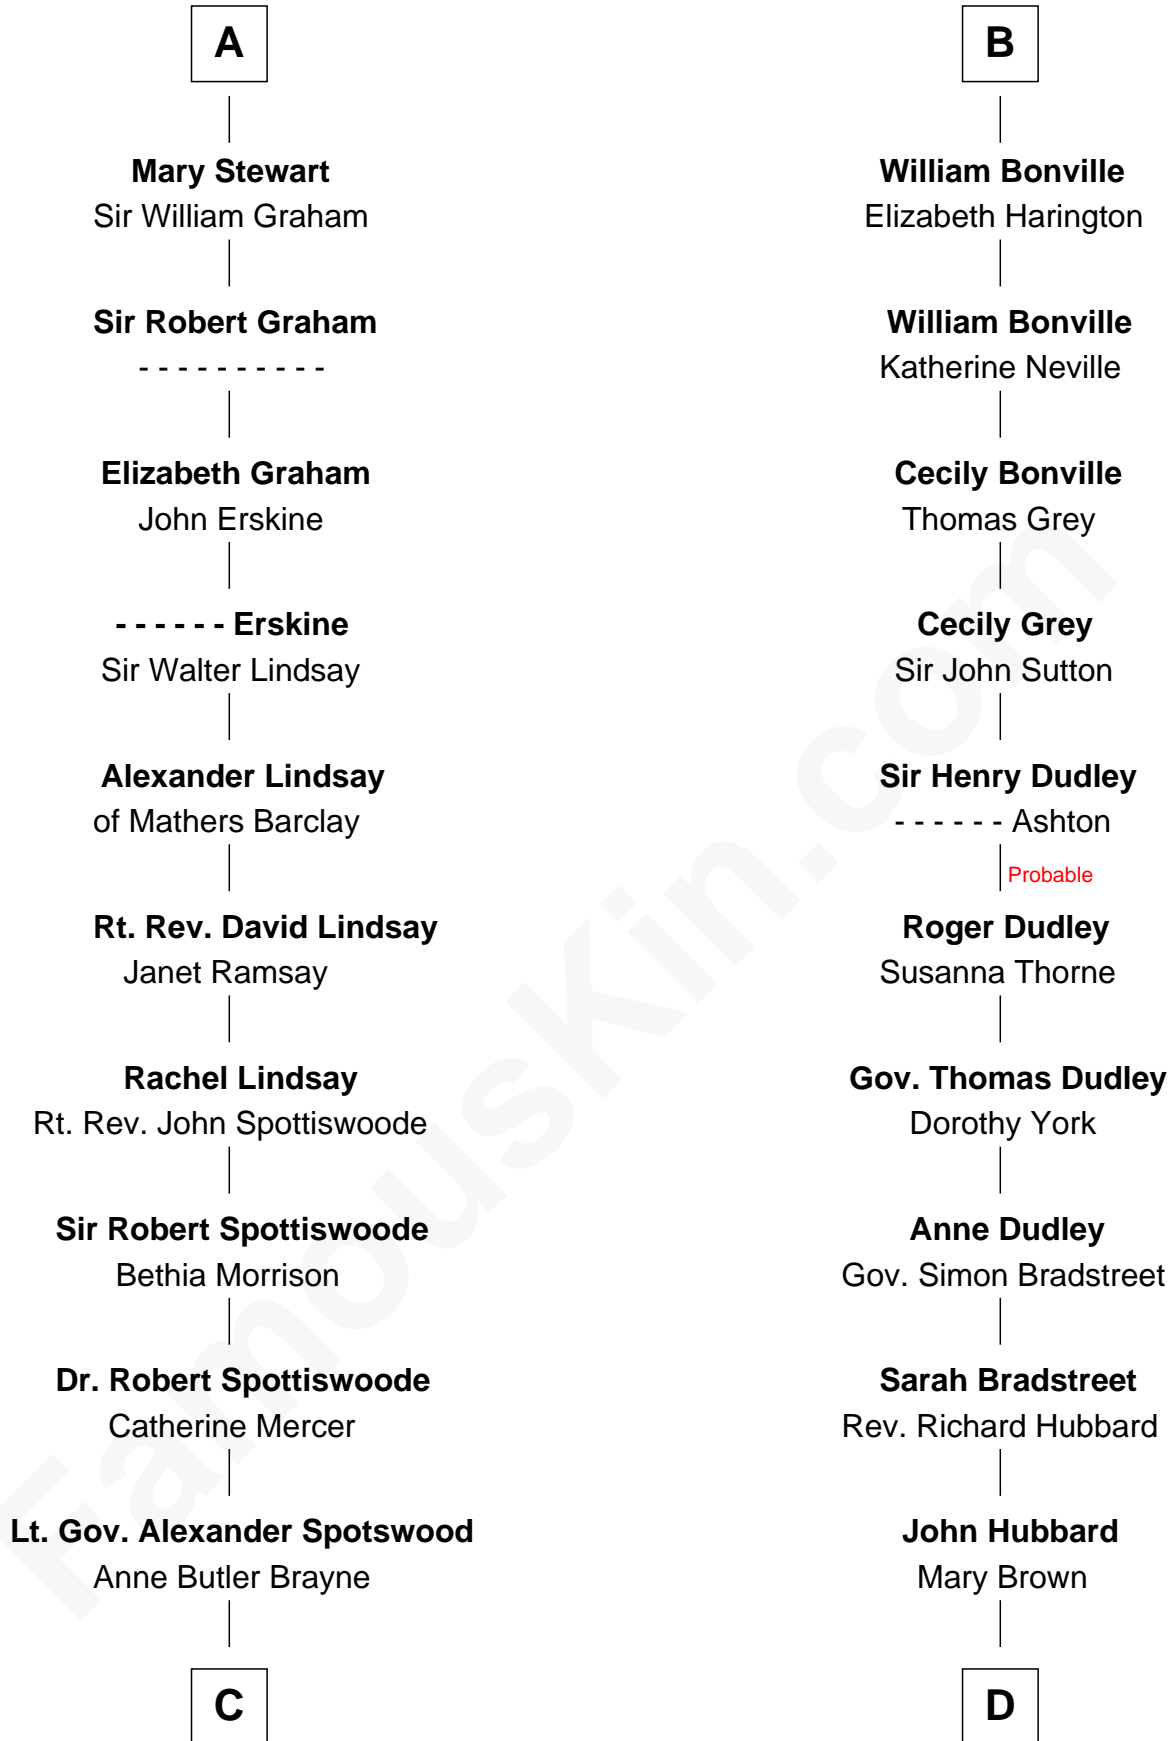 A
Mary Stewart
Sir William Graham
Sir Robert Graham
- - - - - - - - - -
Elizabeth Graham
John Erskine
- - - - - - Erskine
Sir Walter Lindsay
Alexander Lindsay
of Mathers Barclay
Rt. Rev. David Lindsay
Janet Ramsay
Rachel Lindsay
Rt. Rev. John Spottiswoode
Sir Robert Spottiswoode
Bethia Morrison
Dr. Robert Spottiswoode
Catherine Mercer
Lt. Gov. Alexander Spotswood
Anne Butler Brayne
C
B
William Bonville
Elizabeth Harington
William Bonville
Katherine Neville
Cecily Bonville
Thomas Grey
Cecily Grey
Sir John Sutton
Sir Henry Dudley
- - - - - - Ashton
Probable
Roger Dudley
Susanna Thorne
Gov. Thomas Dudley
Dorothy York
Anne Dudley
Gov. Simon Bradstreet
Sarah Bradstreet
Rev. Richard Hubbard
John Hubbard
Mary Brown
D
FamousKin.com